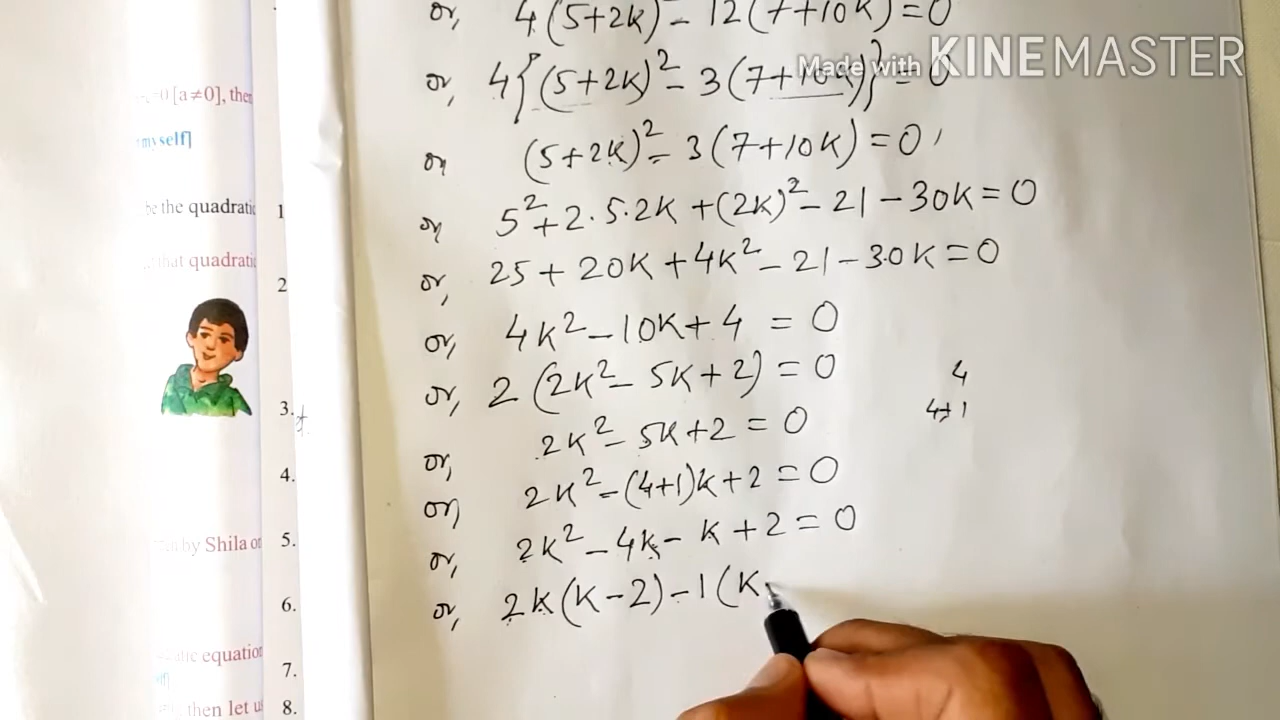 or, 4(5+2k) - 12(7+10k) = 0
Made with KINEMASTER
or, 4{(5+2k)² - 3(7+10k)} = 0
or (5+2k)² - 3(7+10k) = 0,
or 5² + 2·5·2k + (2k)² - 21 - 30k = 0
or, 25 + 20k + 4k² - 21 - 30k = 0
or, 4k² - 10k + 4 = 0
or, 2(2k² - 5k + 2) = 0
4
4+1
or, 2k² - 5k + 2 = 0
or, 2k² - (4+1)k + 2 = 0
or, 2k² - 4k - k + 2 = 0
or, 2k(k-2) - 1(k
=0 [a≠0], then
myself]
be the quadratic
that quadratic
by Shila
equation
then let
1
2
3.
4.
5.
6.
7.
8.